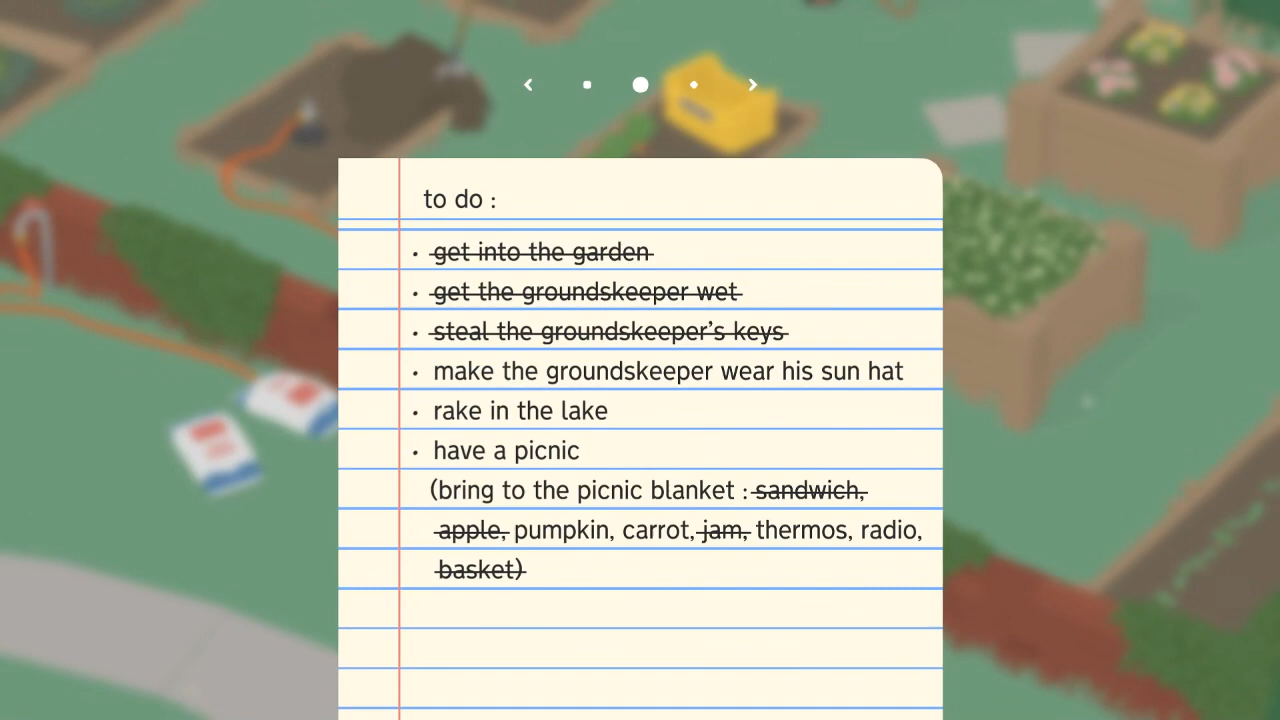 to do :
• get into the garden
• get the groundskeeper wet
• steal the groundskeeper's keys
• make the groundskeeper wear his sun hat
• rake in the lake
• have a picnic
(bring to the picnic blanket : sandwich,
apple, pumpkin, carrot, jam, thermos, radio,
basket)